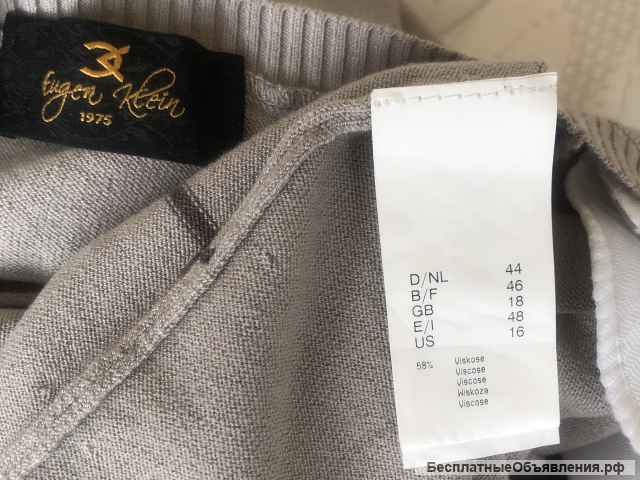 Eugen Klein
1975
D/NL 44
B/F 46
GB 18
E/I 48
US 16
58% Viskose
Viscose
Viscose
Wiskoza
Viscose
БесплатныеОбъявления.рф